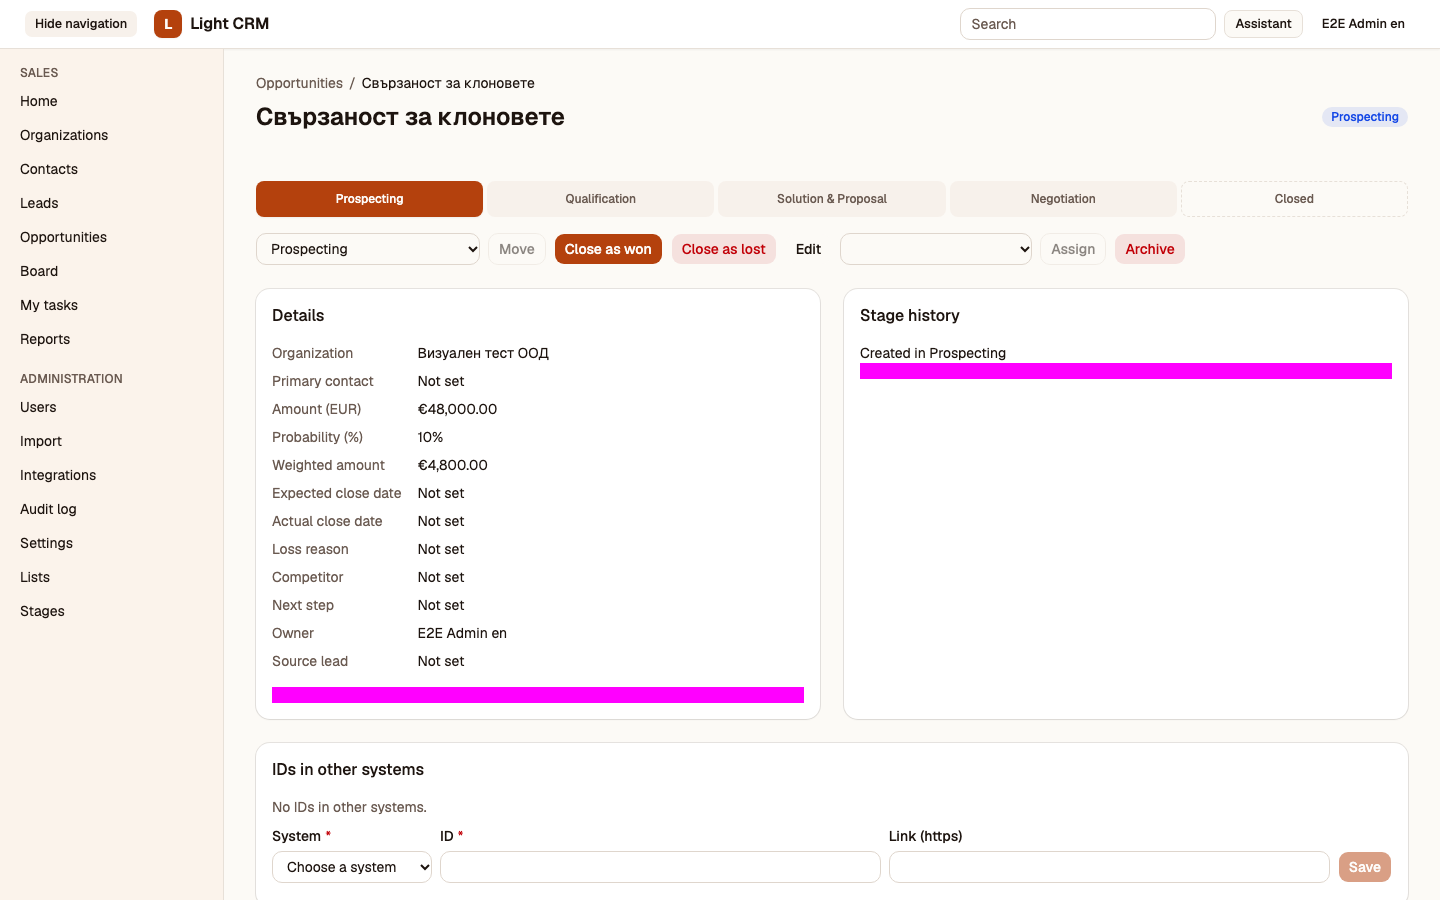 Hide navigation
L
Light CRM
Search
Assistant
E2E Admin en
SALES
Home
Organizations
Contacts
Leads
Opportunities
Board
My tasks
Reports
ADMINISTRATION
Users
Import
Integrations
Audit log
Settings
Lists
Stages
Opportunities / Свързаност за клоновете
Свързаност за клоновете
Prospecting
Prospecting
Qualification
Solution & Proposal
Negotiation
Closed
Prospecting
Move
Close as won
Close as lost
Edit
Assign
Archive
Details
Organization Визуален тест ООД
Primary contact Not set
Amount (EUR) €48,000.00
Probability (%) 10%
Weighted amount €4,800.00
Expected close date Not set
Actual close date Not set
Loss reason Not set
Competitor Not set
Next step Not set
Owner E2E Admin en
Source lead Not set
Stage history
Created in Prospecting
IDs in other systems
No IDs in other systems.
System *
ID *
Link (https)
Choose a system
Save